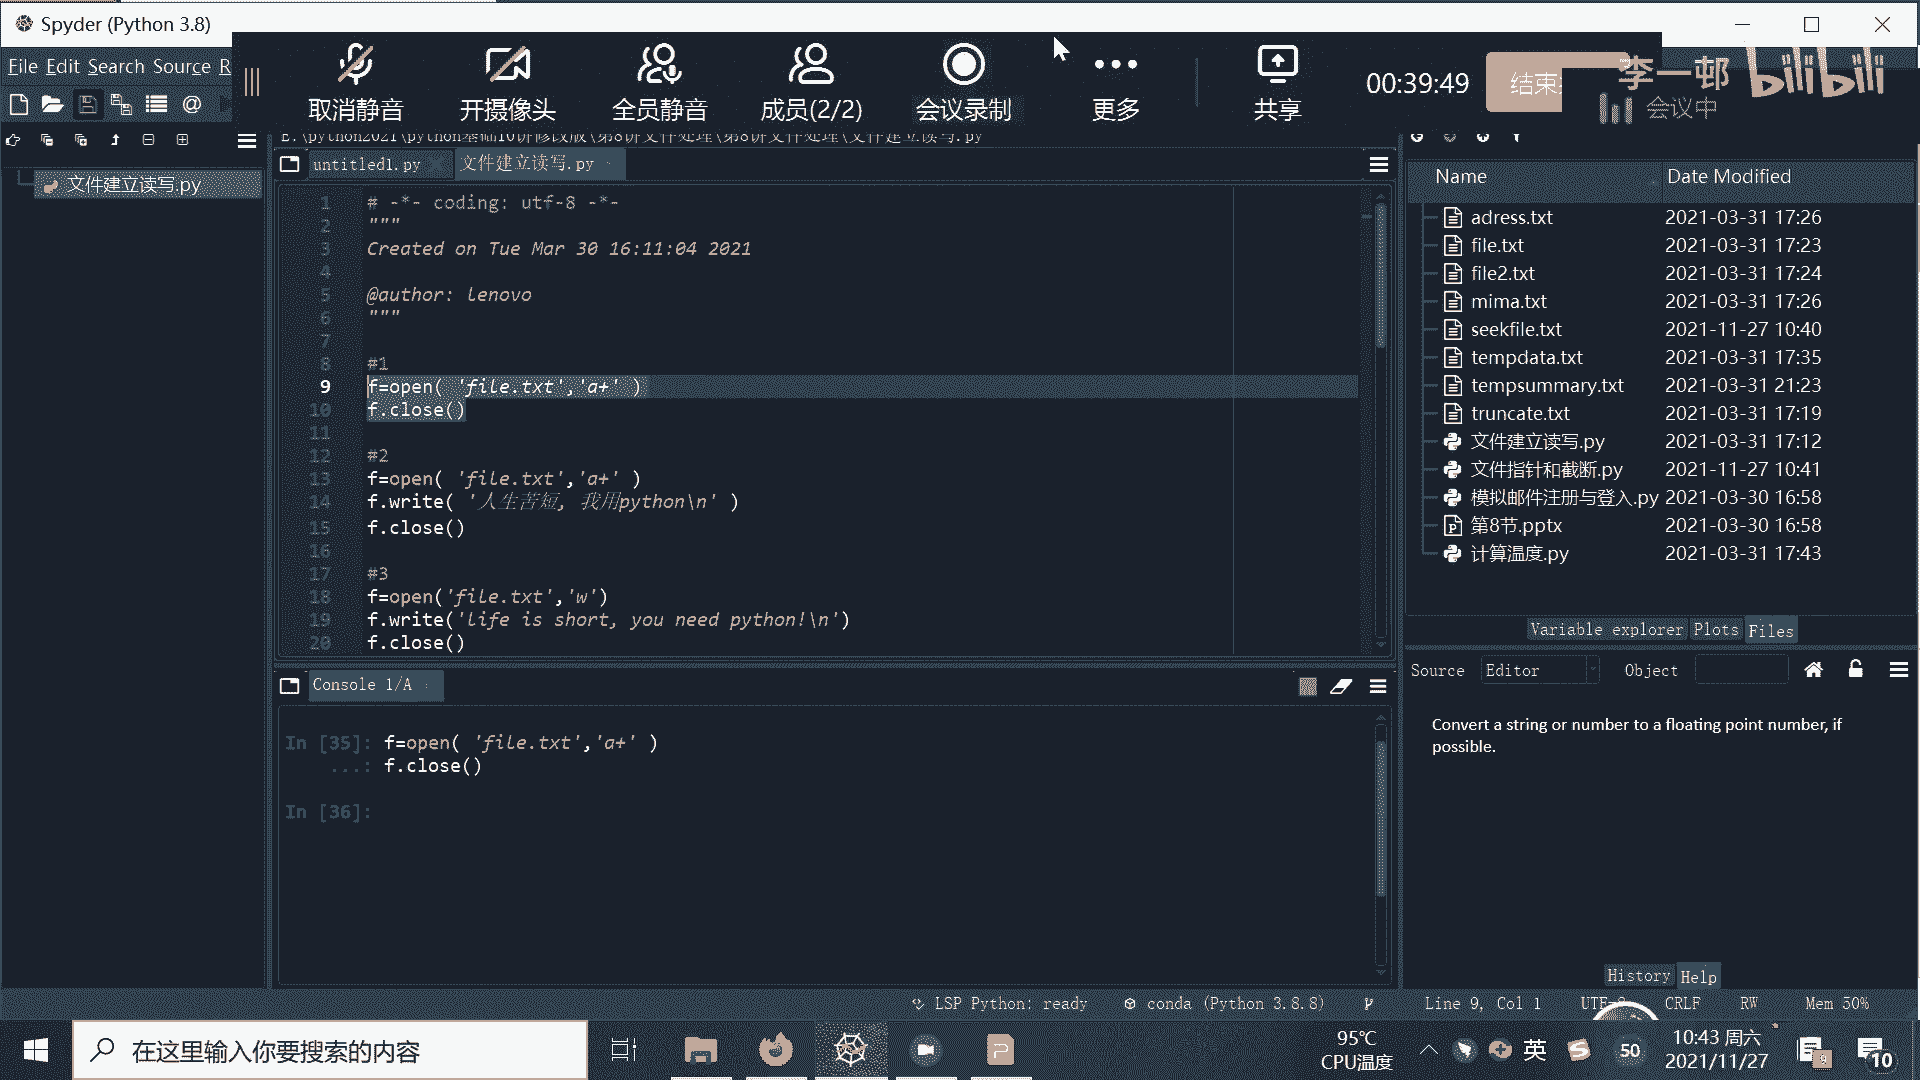 Spyder (Python 3.8)
File Edit Search Source R
取消静音
开摄像头
全员静音
成员(2/2)
会议录制
更多
共享
00:39:49
结束
李一邨
bilibili
会议中
E:\python2021\python基础10讲修改版\第8讲文件处理\第8讲文件处理\文件建立读写.py
untitled1.py
文件建立读写.py
文件建立读写.py
1 # -*- coding: utf-8 -*-
2 """
3 Created on Tue Mar 30 16:11:04 2021
4
5 @author: lenovo
6 """
7
8 #1
9 f=open( 'file.txt','a+' )
10 f.close()
11
12 #2
13 f=open( 'file.txt','a+' )
14 f.write( '人生苦短, 我用python\n' )
15 f.close()
16
17 #3
18 f=open('file.txt','w')
19 f.write('life is short, you need python!\n')
20 f.close()
Name Date Modified
adress.txt 2021-03-31 17:26
file.txt 2021-03-31 17:23
file2.txt 2021-03-31 17:24
mima.txt 2021-03-31 17:26
seekfile.txt 2021-11-27 10:40
tempdata.txt 2021-03-31 17:35
tempsummary.txt 2021-03-31 21:23
truncate.txt 2021-03-31 17:19
文件建立读写.py 2021-03-31 17:12
文件指针和截断.py 2021-11-27 10:41
模拟邮件注册与登入.py 2021-03-30 16:58
第8节.pptx 2021-03-30 16:58
计算温度.py 2021-03-31 17:43
Variable explorer Plots Files
Source Editor Object
Convert a string or number to a floating point number, if
possible.
History Help
Console 1/A
In [35]: f=open( 'file.txt','a+' )
...: f.close()
In [36]:
LSP Python: ready conda (Python 3.8.8) Line 9, Col 1 CRLF RW Mem 50%
在这里输入你要搜索的内容
95℃
CPU温度
英
50
10:43 周六
2021/11/27
9
10